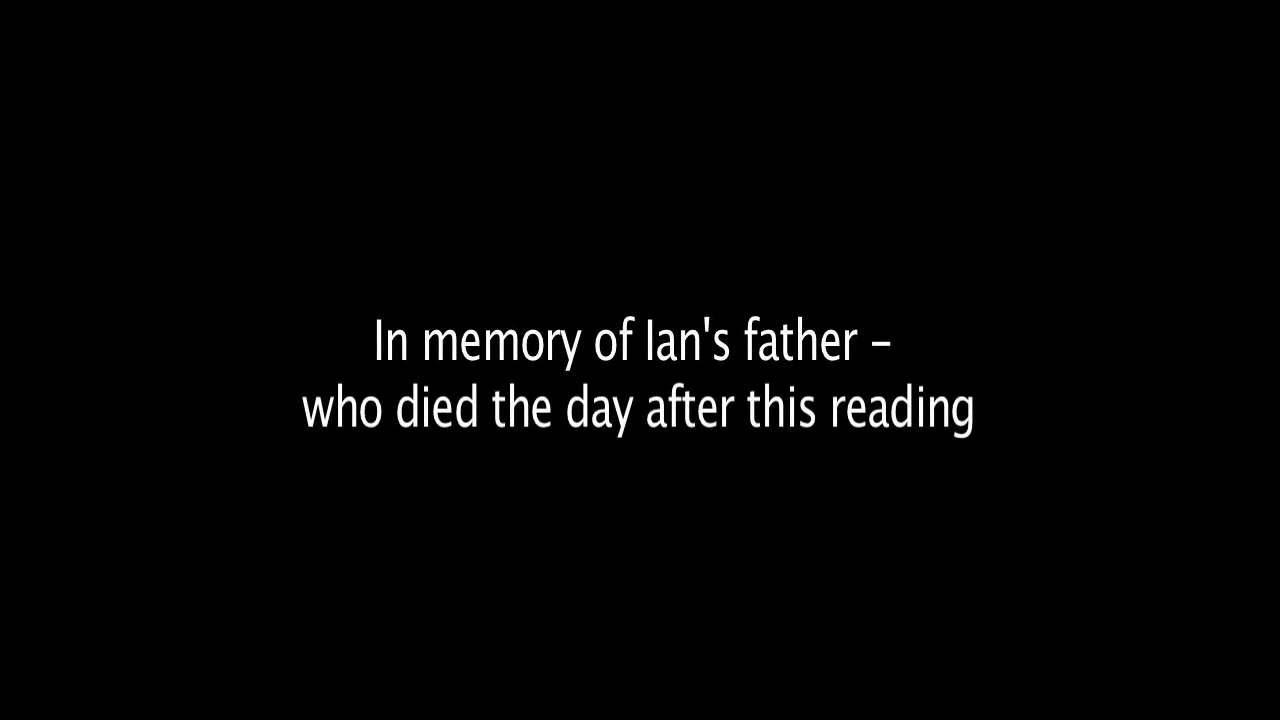 In memory of Ian's father –
who died the day after this reading